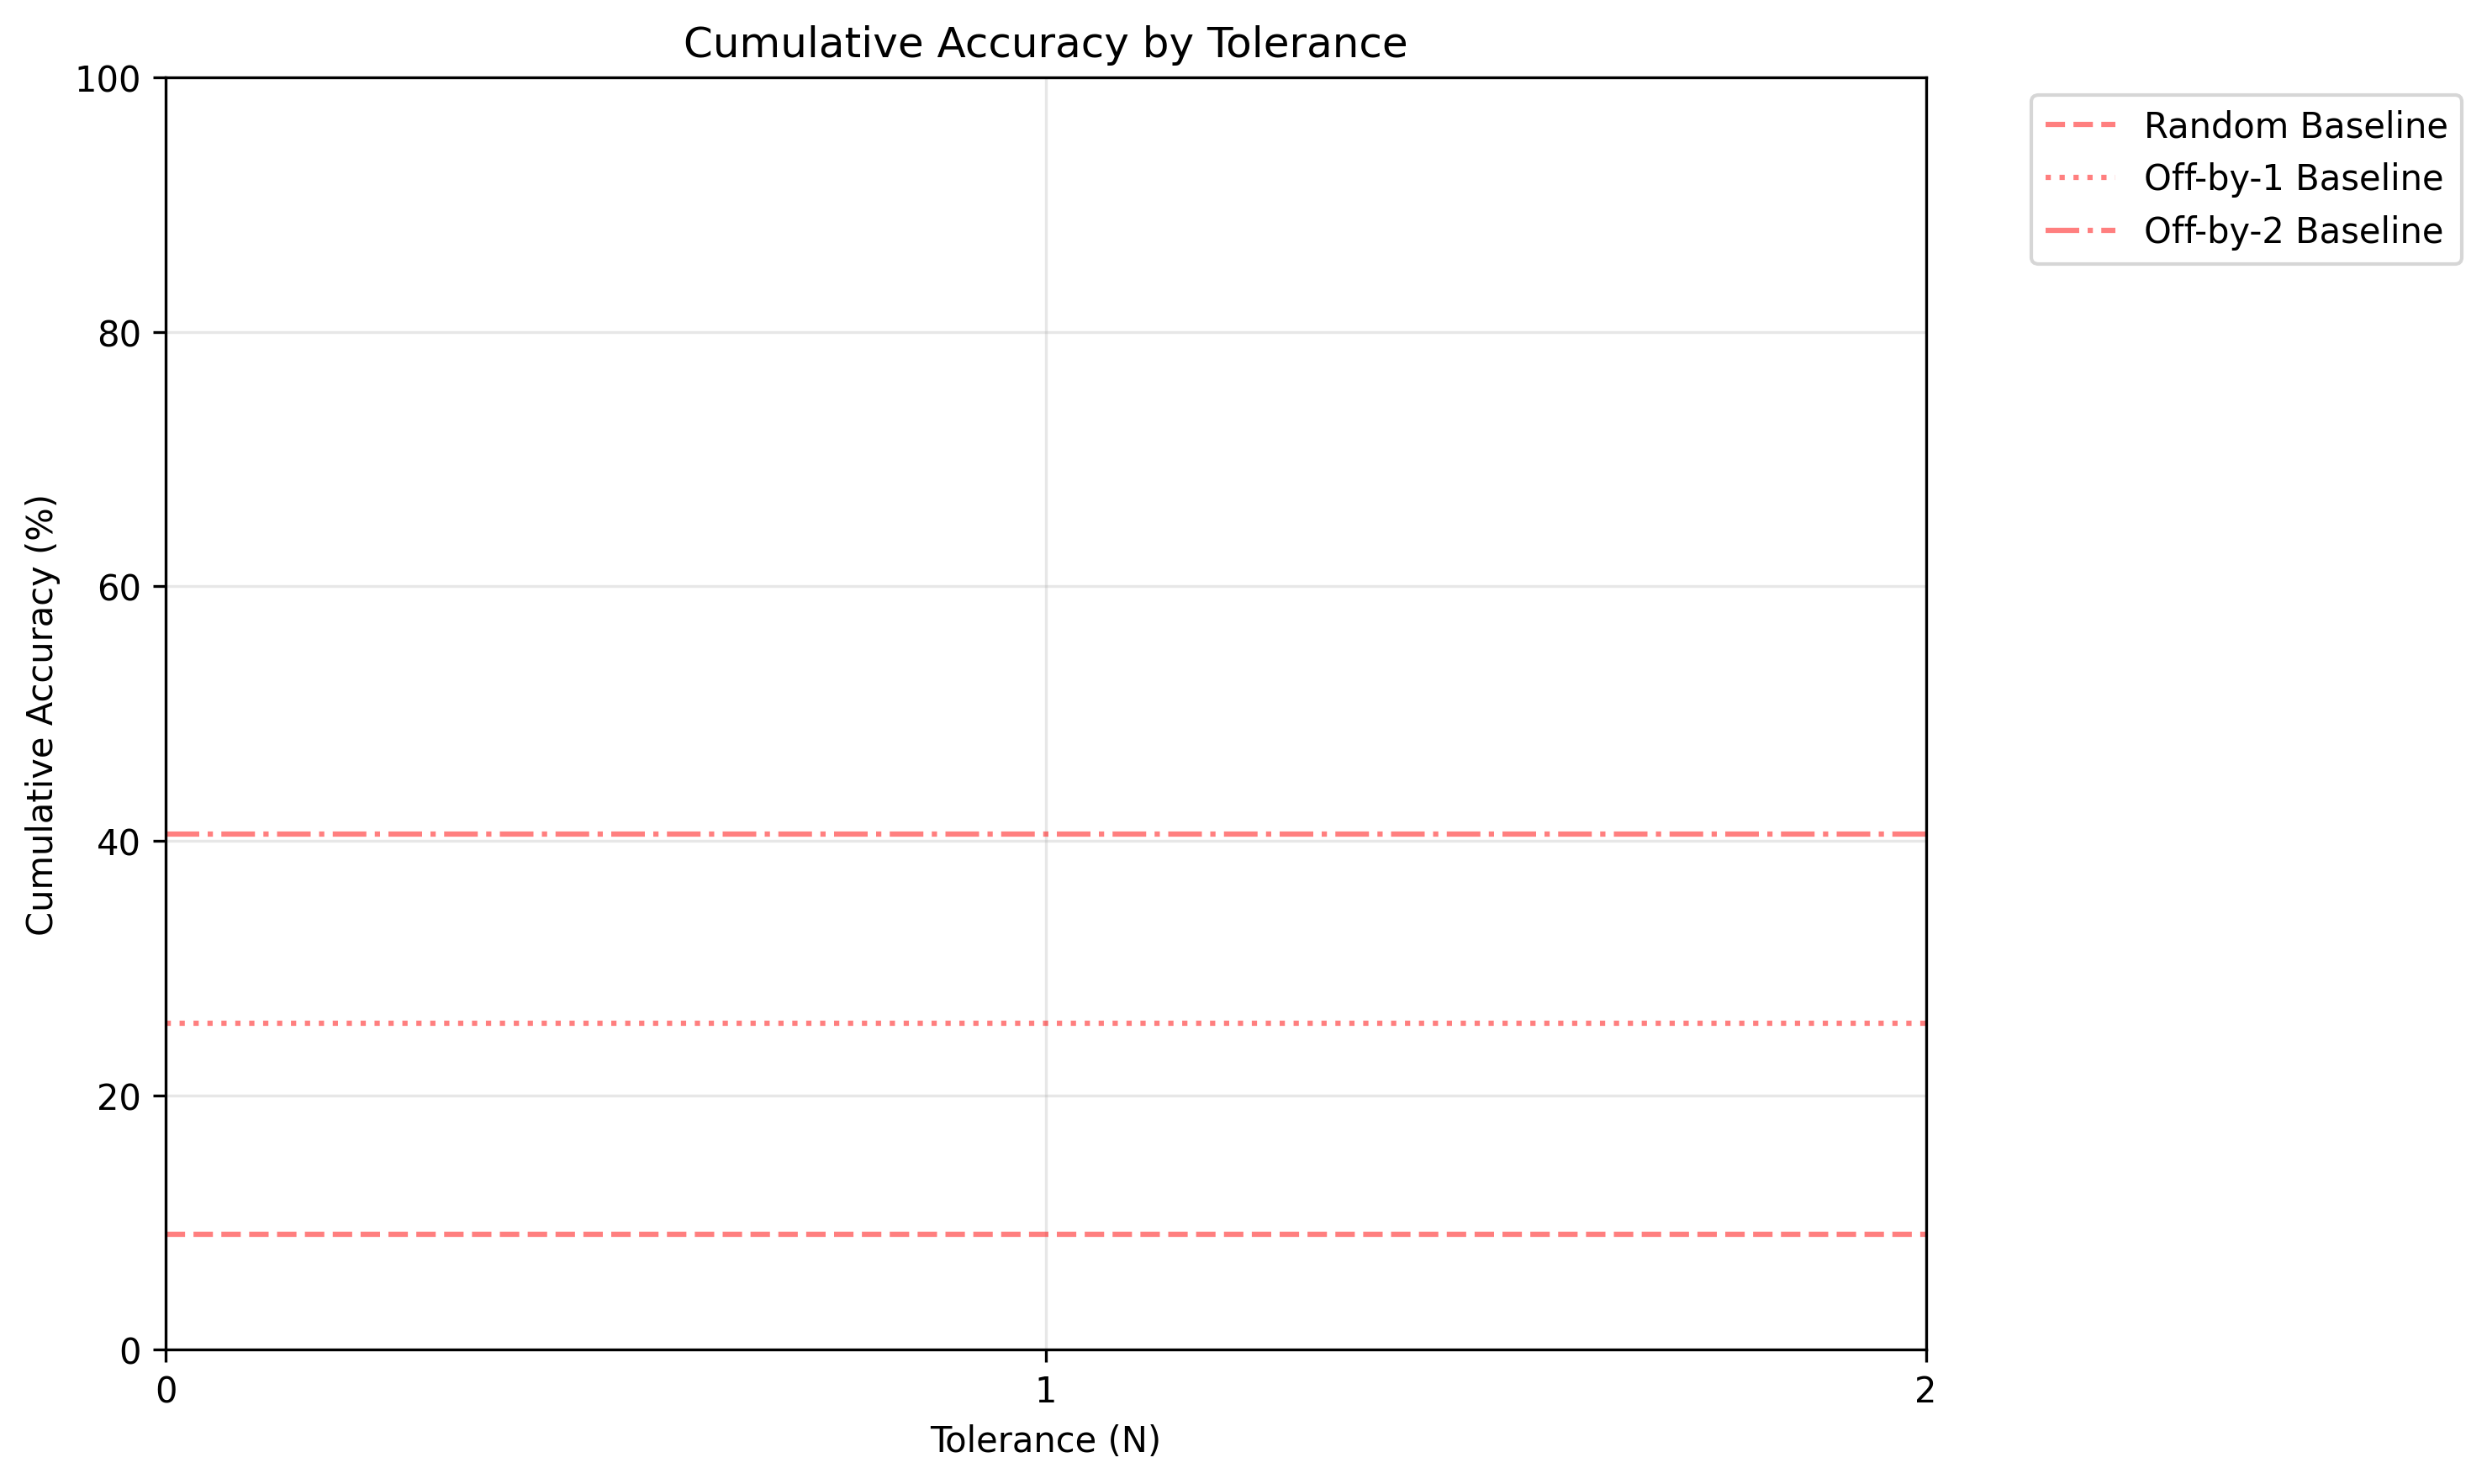 Cumulative Accuracy by Tolerance
100
80
60
40
20
0
Cumulative Accuracy (%)
0
1
2
Tolerance (N)
Random Baseline
Off-by-1 Baseline
Off-by-2 Baseline